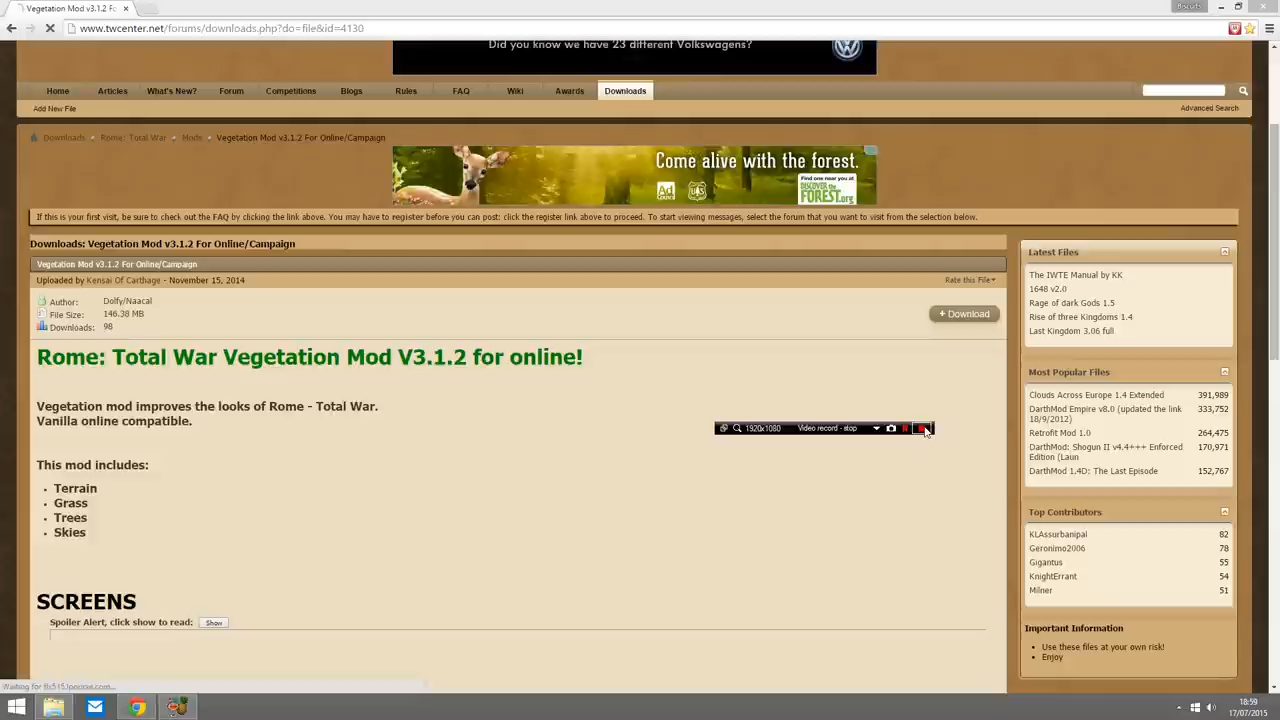 Vegetation Mod v3.1.2 F
Biscuits
www.twcenter.net/forums/downloads.php?do=file&id=4130
Did you know we have 23 different Volkswagens?
Home Articles What's New? Forum Competitions Blogs Rules FAQ Wiki Awards Downloads
Add New File Advanced Search
Downloads Rome: Total War Mods Vegetation Mod v3.1.2 For Online/Campaign
Come alive with the forest.
Ad Council
Find one near you at
DISCOVER the FOREST.org
If this is your first visit, be sure to check out the FAQ by clicking the link above. You may have to register before you can post: click the register link above to proceed. To start viewing messages, select the forum that you want to visit from the selection below.
Downloads: Vegetation Mod v3.1.2 For Online/Campaign
Vegetation Mod v3.1.2 For Online/Campaign
Uploaded by Kensai Of Carthage - November 15, 2014 Rate this File
Author: Dolfy/Naacal
File Size: 146.38 MB
Downloads: 98
+ Download
Rome: Total War Vegetation Mod V3.1.2 for online!
Vegetation mod improves the looks of Rome - Total War.
Vanilla online compatible.
1920x1080 Video record - stop
This mod includes:
Terrain
Grass
Trees
Skies
SCREENS
Spoiler Alert, click show to read: Show
Latest Files
The IWTE Manual by KK
1648 v2.0
Rage of dark Gods 1.5
Rise of three Kingdoms 1.4
Last Kingdom 3.06 full
Most Popular Files
Clouds Across Europe 1.4 Extended 391,989
DarthMod Empire v8.0 (updated the link 333,752
18/9/2012)
Retrofit Mod 1.0 264,475
DarthMod: Shogun II v4.4+++ Enforced 170,971
Edition (Laun
DarthMod 1.4D: The Last Episode 152,767
Top Contributors
KLAssurbanipal 82
Geronimo2006 78
Gigantus 55
KnightErrant 54
Milner 51
Important Information
Use these files at your own risk!
Enjoy
18:59
17/07/2015